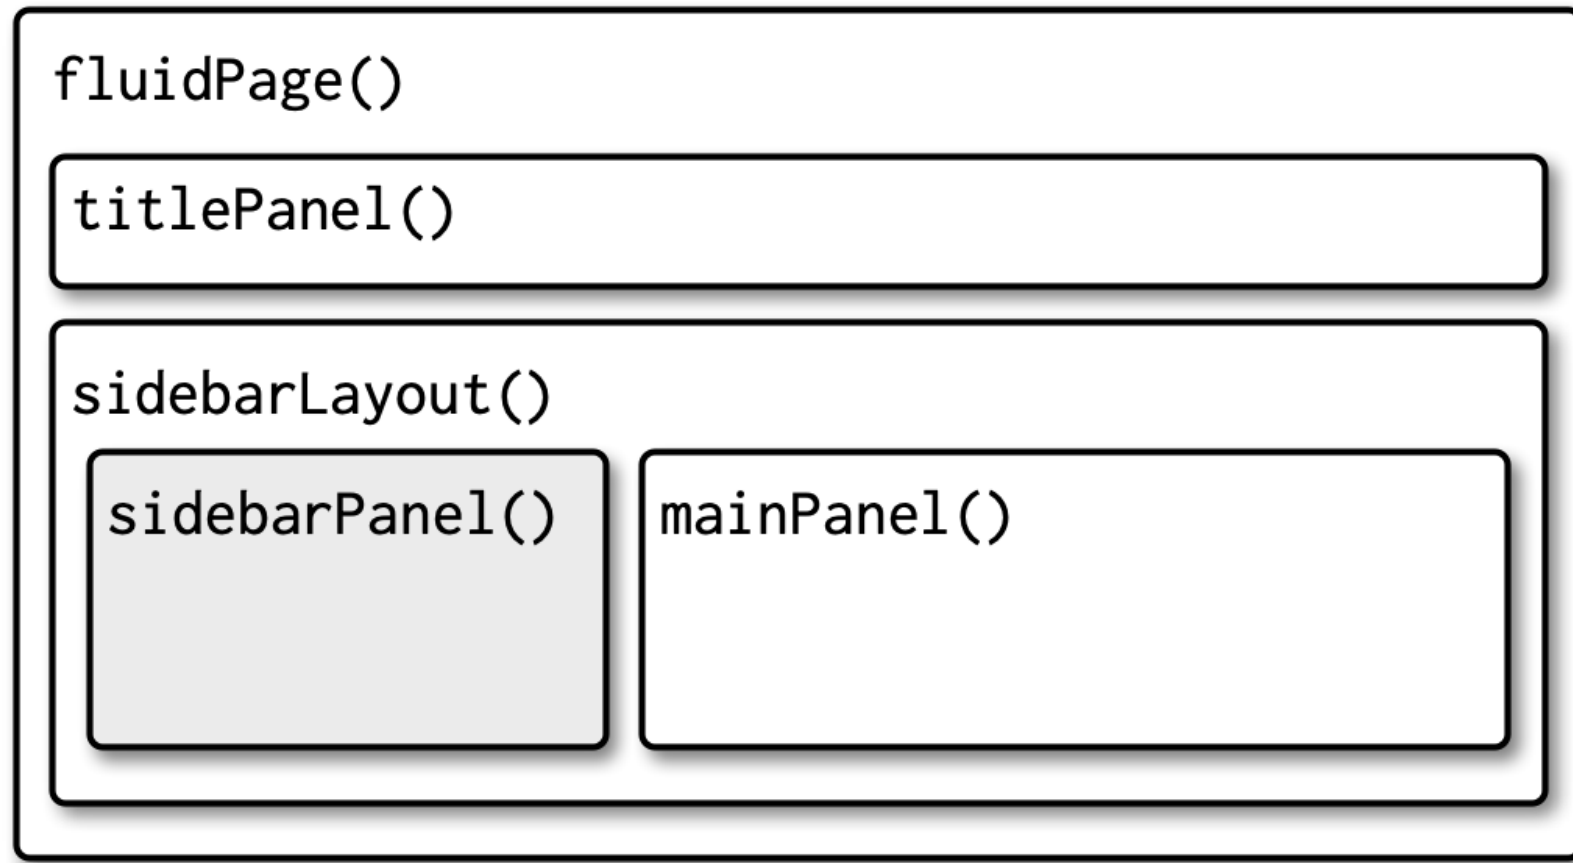 fluidPage()
titlePanel()
sidebarLayout()
sidebarPanel()
mainPanel()